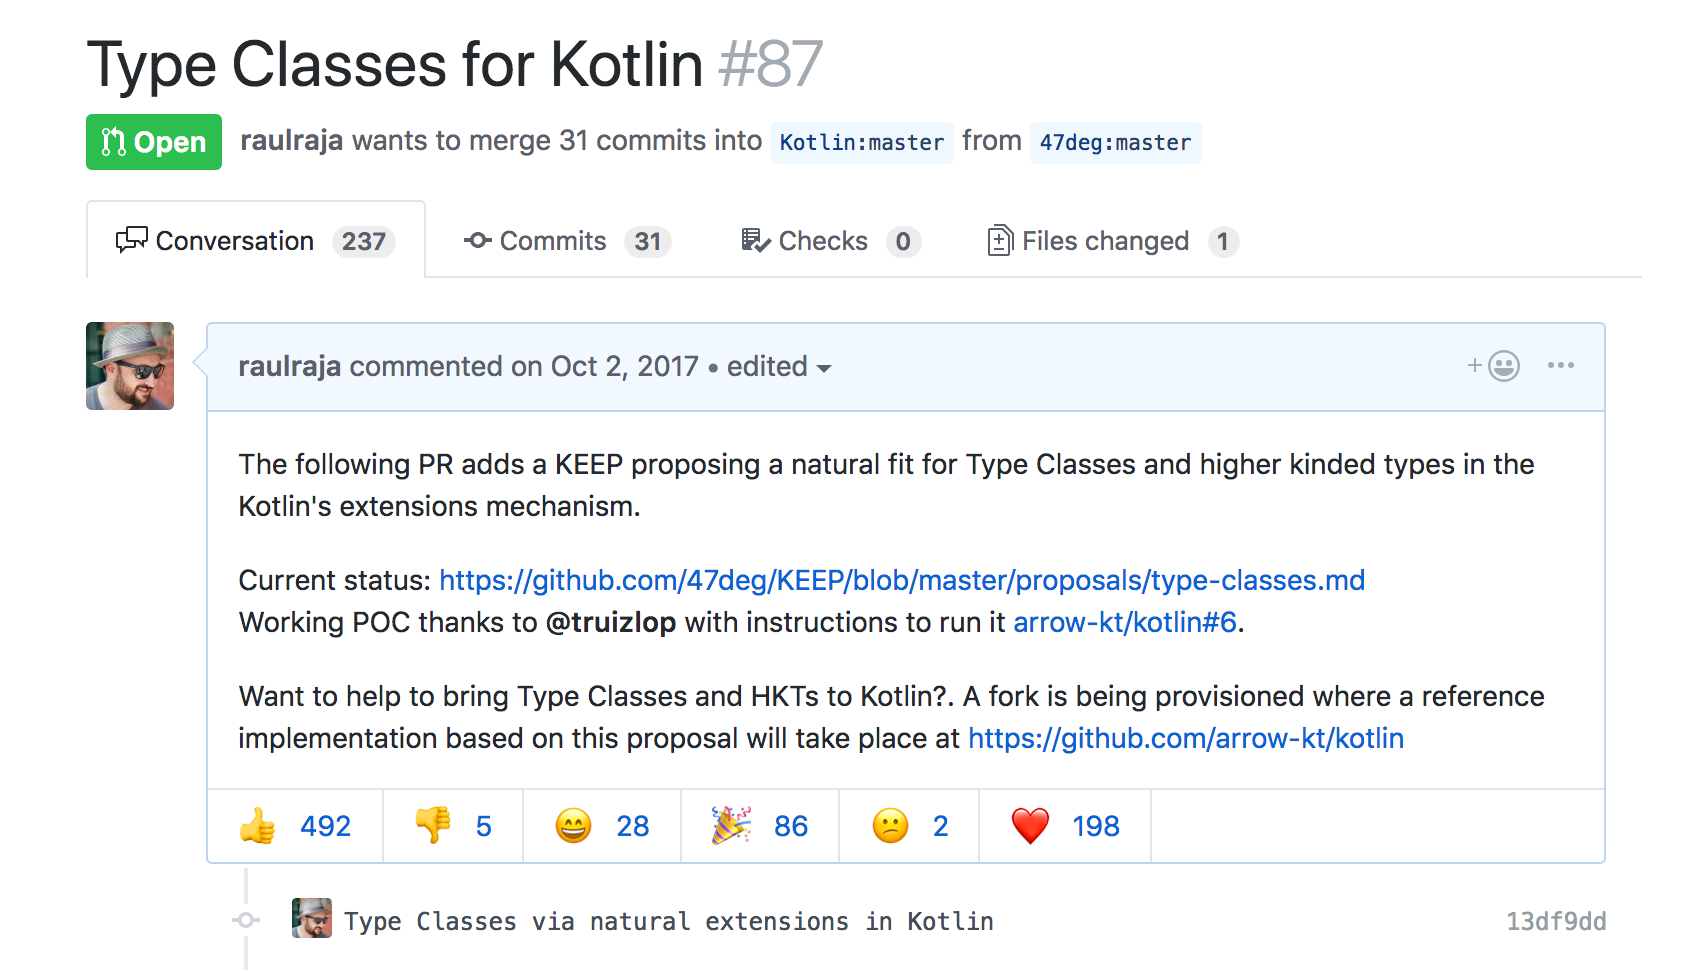 Type Classes for Kotlin #87
Open raulraja wants to merge 31 commits into Kotlin:master from 47deg:master
Conversation 237 Commits 31 Checks 0 Files changed 1
raulraja commented on Oct 2, 2017 • edited
The following PR adds a KEEP proposing a natural fit for Type Classes and higher kinded types in the
Kotlin's extensions mechanism.
Current status: https://github.com/47deg/KEEP/blob/master/proposals/type-classes.md
Working POC thanks to @truizlop with instructions to run it arrow-kt/kotlin#6.
Want to help to bring Type Classes and HKTs to Kotlin?. A fork is being provisioned where a reference
implementation based on this proposal will take place at https://github.com/arrow-kt/kotlin
👍 492 👎 5 😄 28 🎉 86 😕 2 ❤️ 198
Type Classes via natural extensions in Kotlin 13df9dd